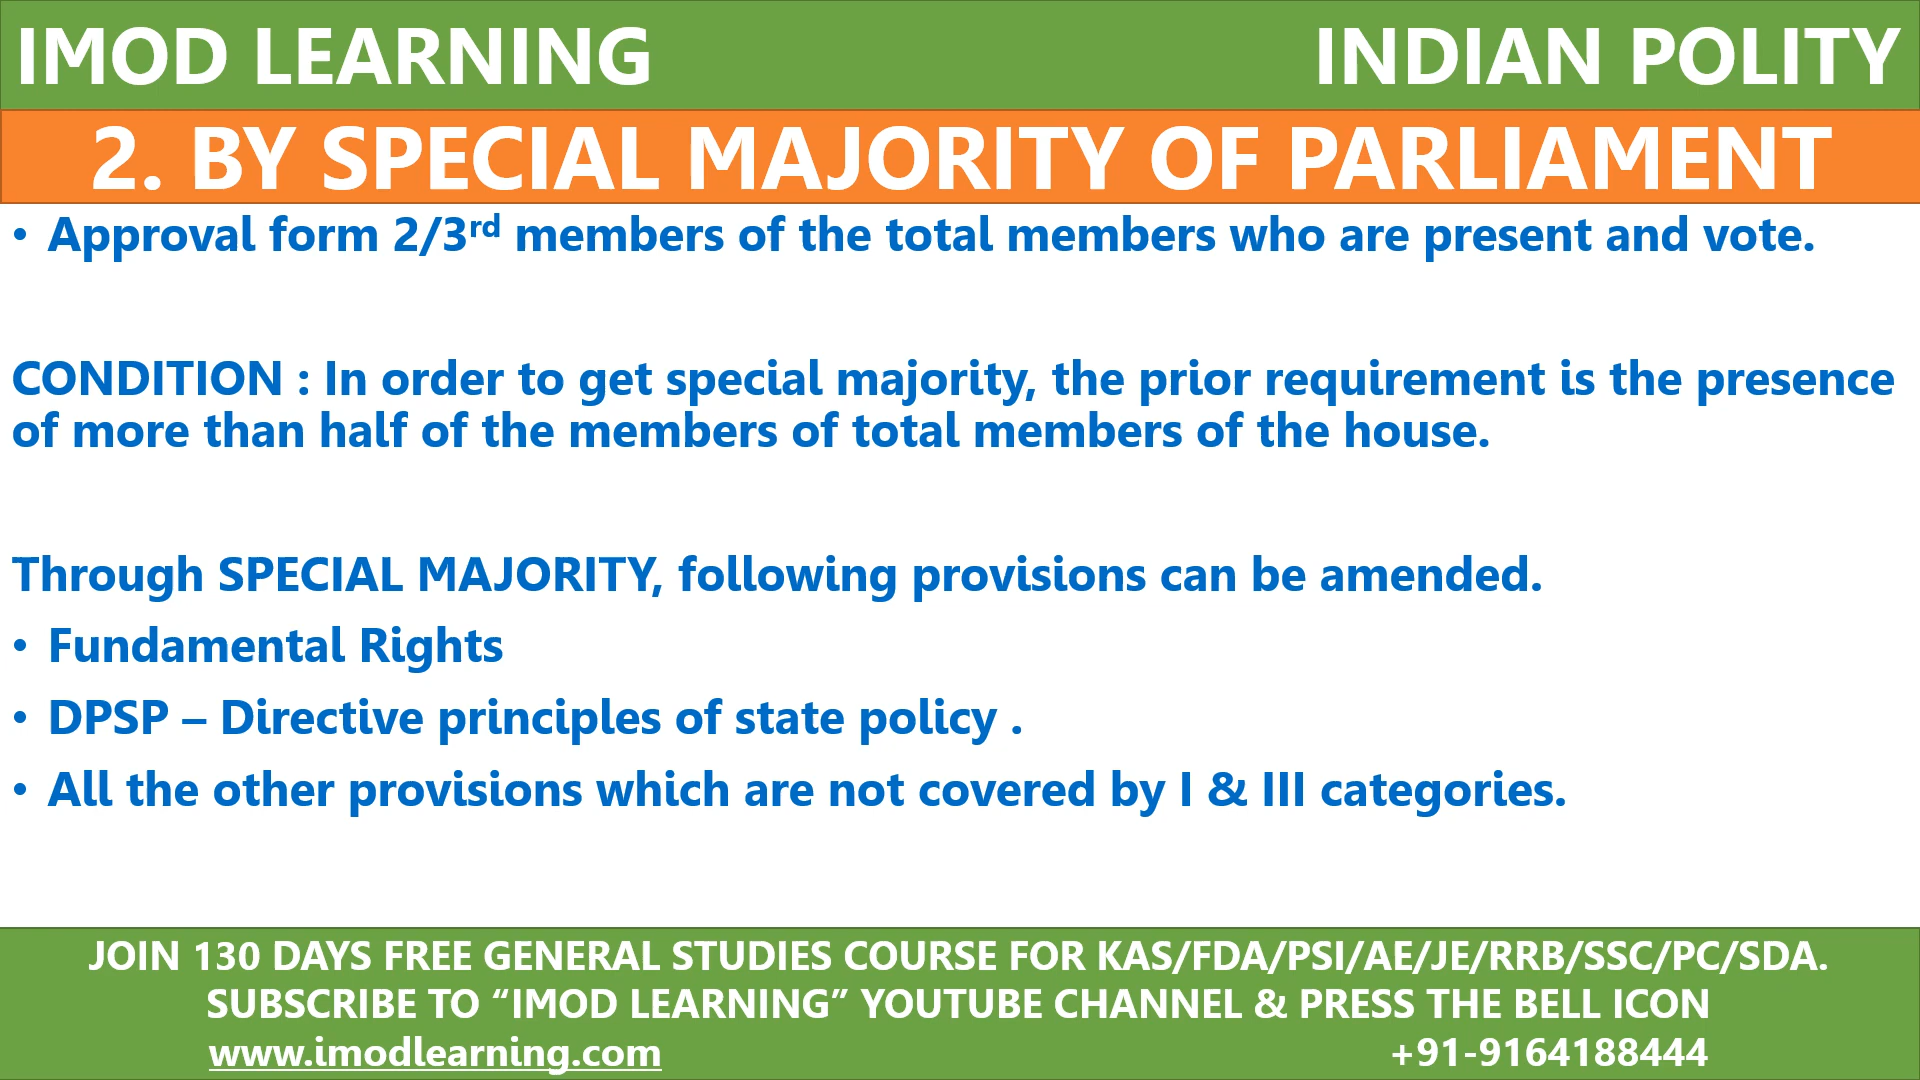 IMOD LEARNING INDIAN POLITY
2. BY SPECIAL MAJORITY OF PARLIAMENT
• Approval form 2/3rd members of the total members who are present and vote.
CONDITION : In order to get special majority, the prior requirement is the presence
of more than half of the members of total members of the house.
Through SPECIAL MAJORITY, following provisions can be amended.
• Fundamental Rights
• DPSP – Directive principles of state policy .
• All the other provisions which are not covered by I & III categories.
JOIN 130 DAYS FREE GENERAL STUDIES COURSE FOR KAS/FDA/PSI/AE/JE/RRB/SSC/PC/SDA.
SUBSCRIBE TO “IMOD LEARNING” YOUTUBE CHANNEL & PRESS THE BELL ICON
www.imodlearning.com +91-9164188444